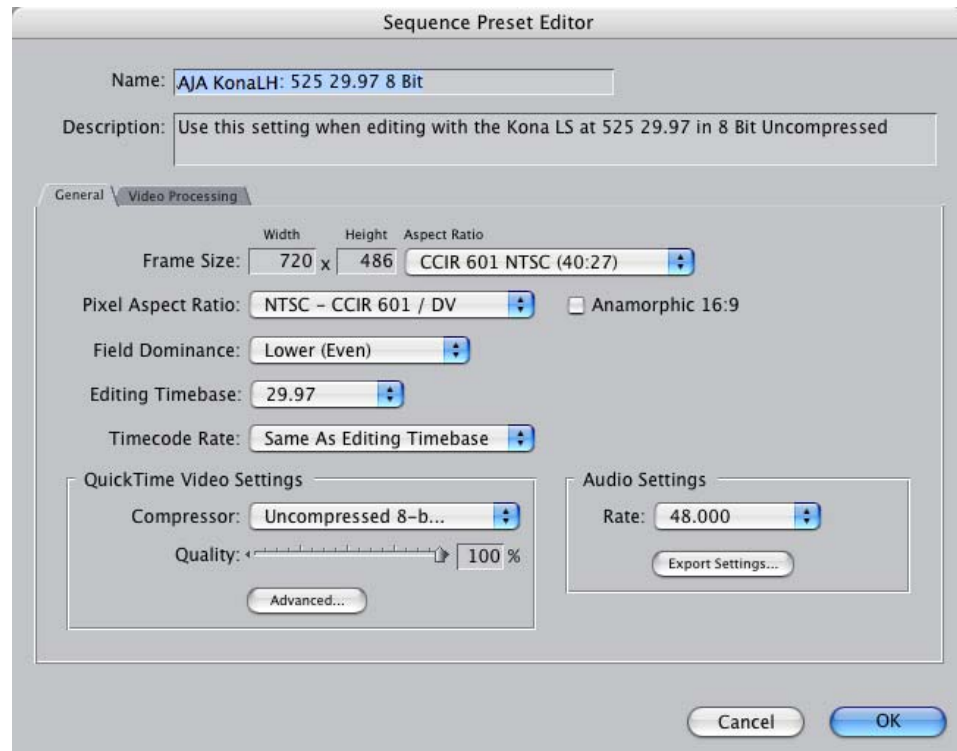 Sequence Preset Editor
Name: AJA KonaLH: 525 29.97 8 Bit
Description: Use this setting when editing with the Kona LS at 525 29.97 in 8 Bit Uncompressed
General Video Processing
Width Height Aspect Ratio
Frame Size: 720 x 486 CCIR 601 NTSC (40:27)
Pixel Aspect Ratio: NTSC – CCIR 601 / DV Anamorphic 16:9
Field Dominance: Lower (Even)
Editing Timebase: 29.97
Timecode Rate: Same As Editing Timebase
QuickTime Video Settings
Compressor: Uncompressed 8-b...
Quality: 100 %
Advanced...
Audio Settings
Rate: 48.000
Export Settings...
Cancel OK